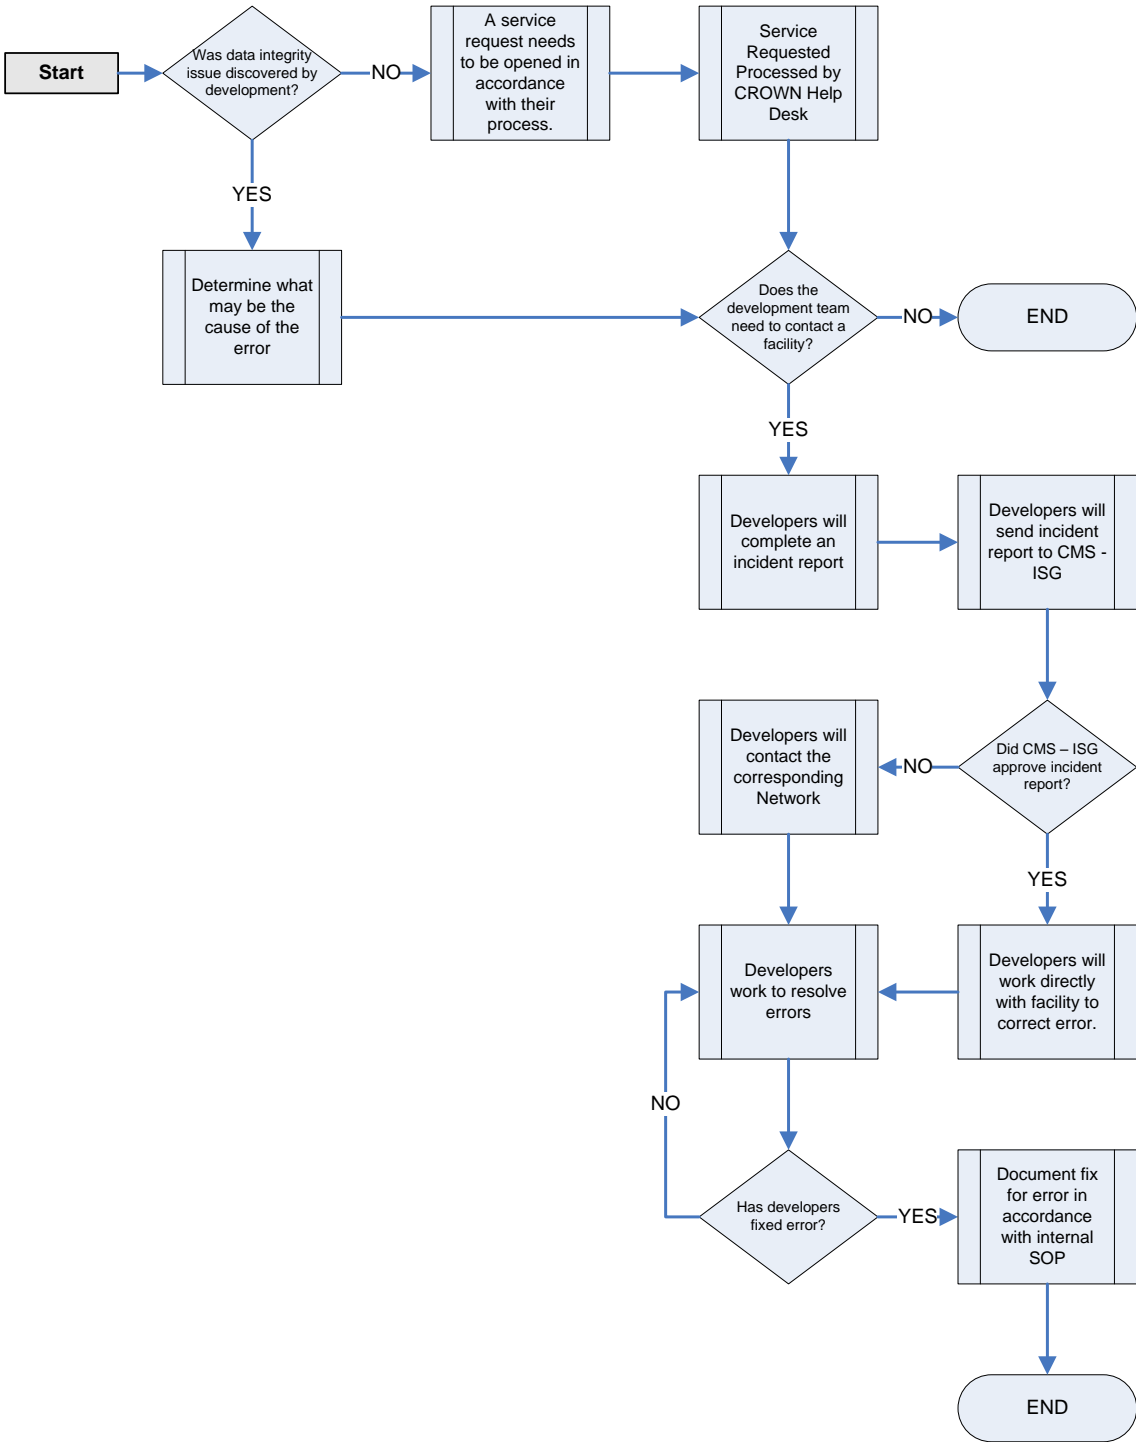 Start
Was data integrity
issue discovered by
development?
NO
A service
request needs
to be opened in
accordance
with their
process.
Service
Requested
Processed by
CROWN Help
Desk
YES
Determine what
may be the
cause of the
error
Does the
development team
need to contact a
facility?
NO
END
YES
Developers will
complete an
incident report
Developers will
send incident
report to CMS -
ISG
Developers will
contact the
corresponding
Network
NO
Did CMS – ISG
approve incident
report?
YES
Developers
work to resolve
errors
Developers will
work directly
with facility to
correct error.
NO
Has developers
fixed error?
YES
Document fix
for error in
accordance
with internal
SOP
END